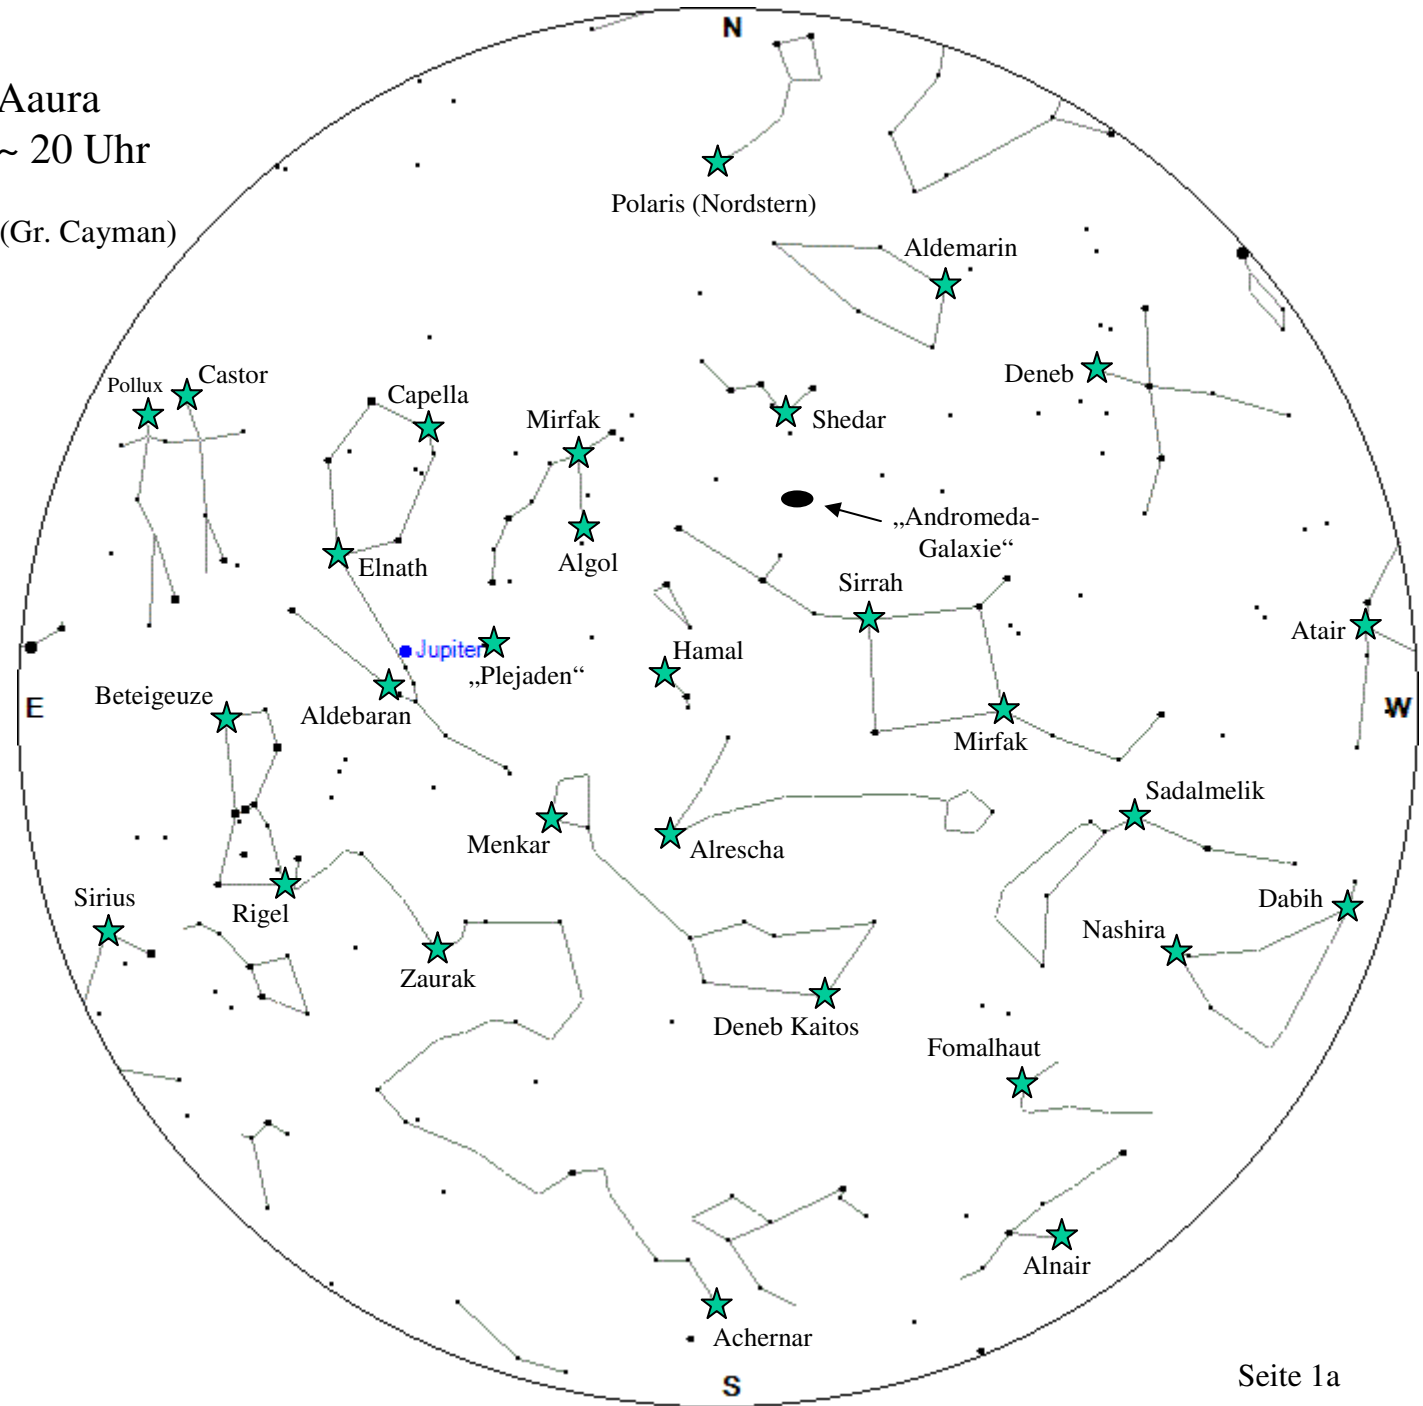 N
Aaura
~ 20 Uhr
(Gr. Cayman)
Polaris (Nordstern)
Aldemarin
Deneb
Pollux
Castor
Capella
Mirfak
Shedar
„Andromeda-
Galaxie“
Elnath
Algol
Sirrah
Atair
Jupiter
„Plejaden“
Hamal
Beteigeuze
Aldebaran
E
W
Mirfak
Menkar
Alrescha
Sadalmelik
Sirius
Rigel
Dabih
Nashira
Zaurak
Deneb Kaitos
Fomalhaut
Alnair
Achernar
S
Seite 1a